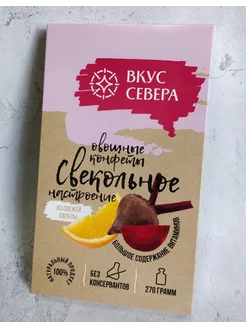 ВКУС
СЕВЕРА
овощные
конфеты
Свекольное
настроение
ИЗ СВЕЖЕЙ
СВЕКЛЫ
БОЛЬШОЕ СОДЕРЖАНИЕ ВИТАМИНОВ
НАТУРАЛЬНЫЙ ПРОДУКТ
100%
БЕЗ
КОНСЕРВАНТОВ
270 ГРАММ